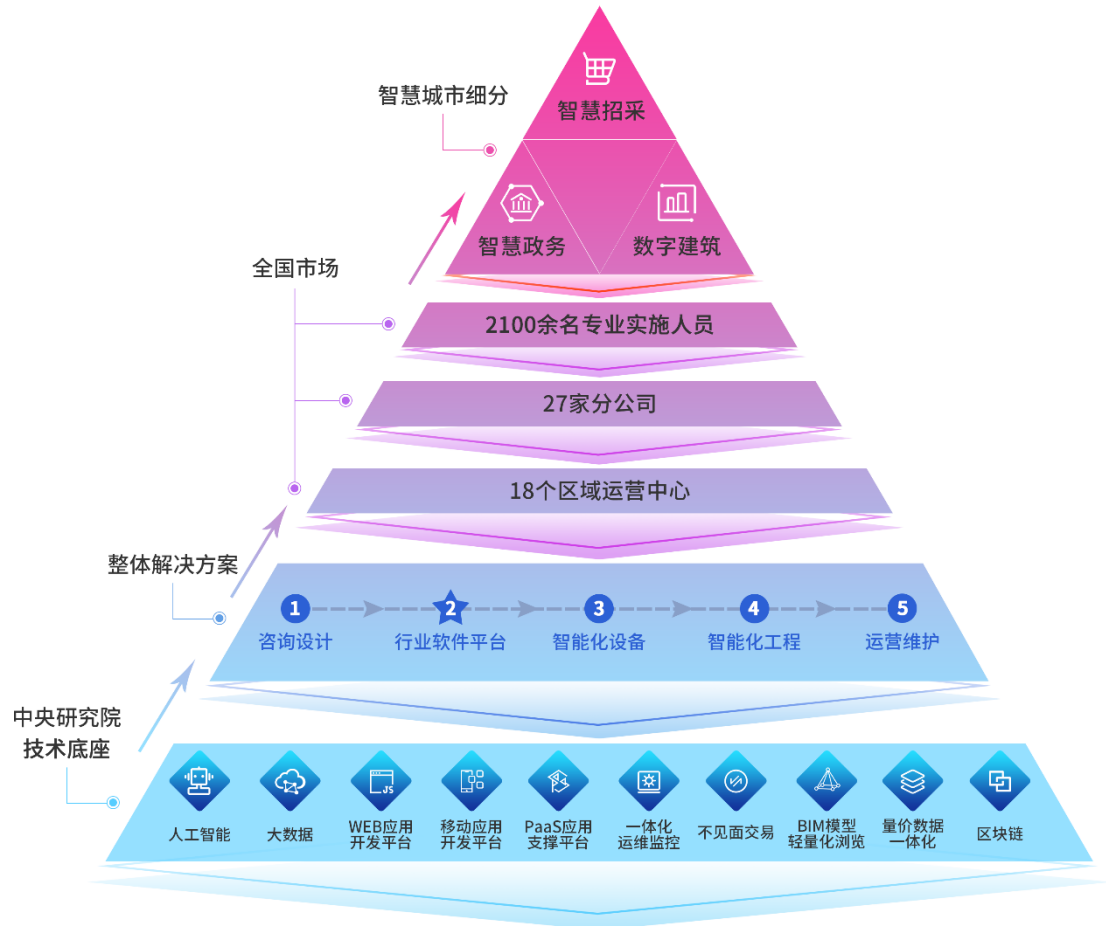 智慧城市细分
智慧招采
智慧政务
数字建筑
全国市场
2100余名专业实施人员
27家分公司
18个区域运营中心
整体解决方案
1
2
3
4
5
咨询设计
行业软件平台
智能化设备
智能化工程
运营维护
中央研究院
技术底座
JS
人工智能
大数据
WEB应用
开发平台
移动应用
开发平台
PaaS应用
支撑平台
一体化
运维监控
不见面交易
BIM模型
轻量化浏览
量价数据
一体化
区块链